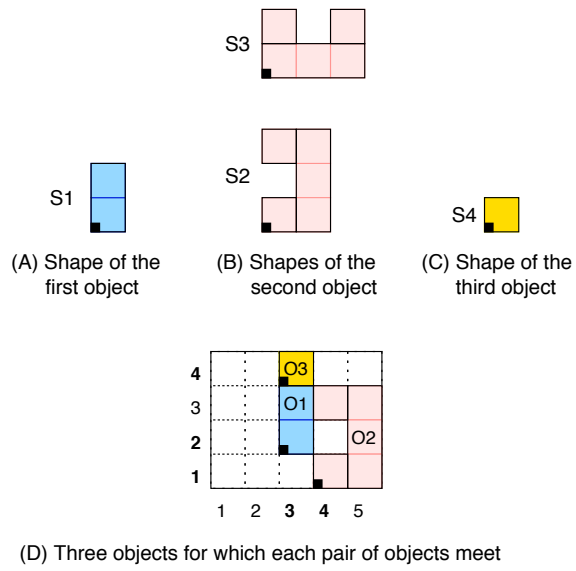 S3
S2
S1
S4
(A) Shape of the
first object
(B) Shapes of the
second object
(C) Shape of the
third object
4 O3
3 O1
2 O2
1
1 2 3 4 5
(D) Three objects for which each pair of objects meet